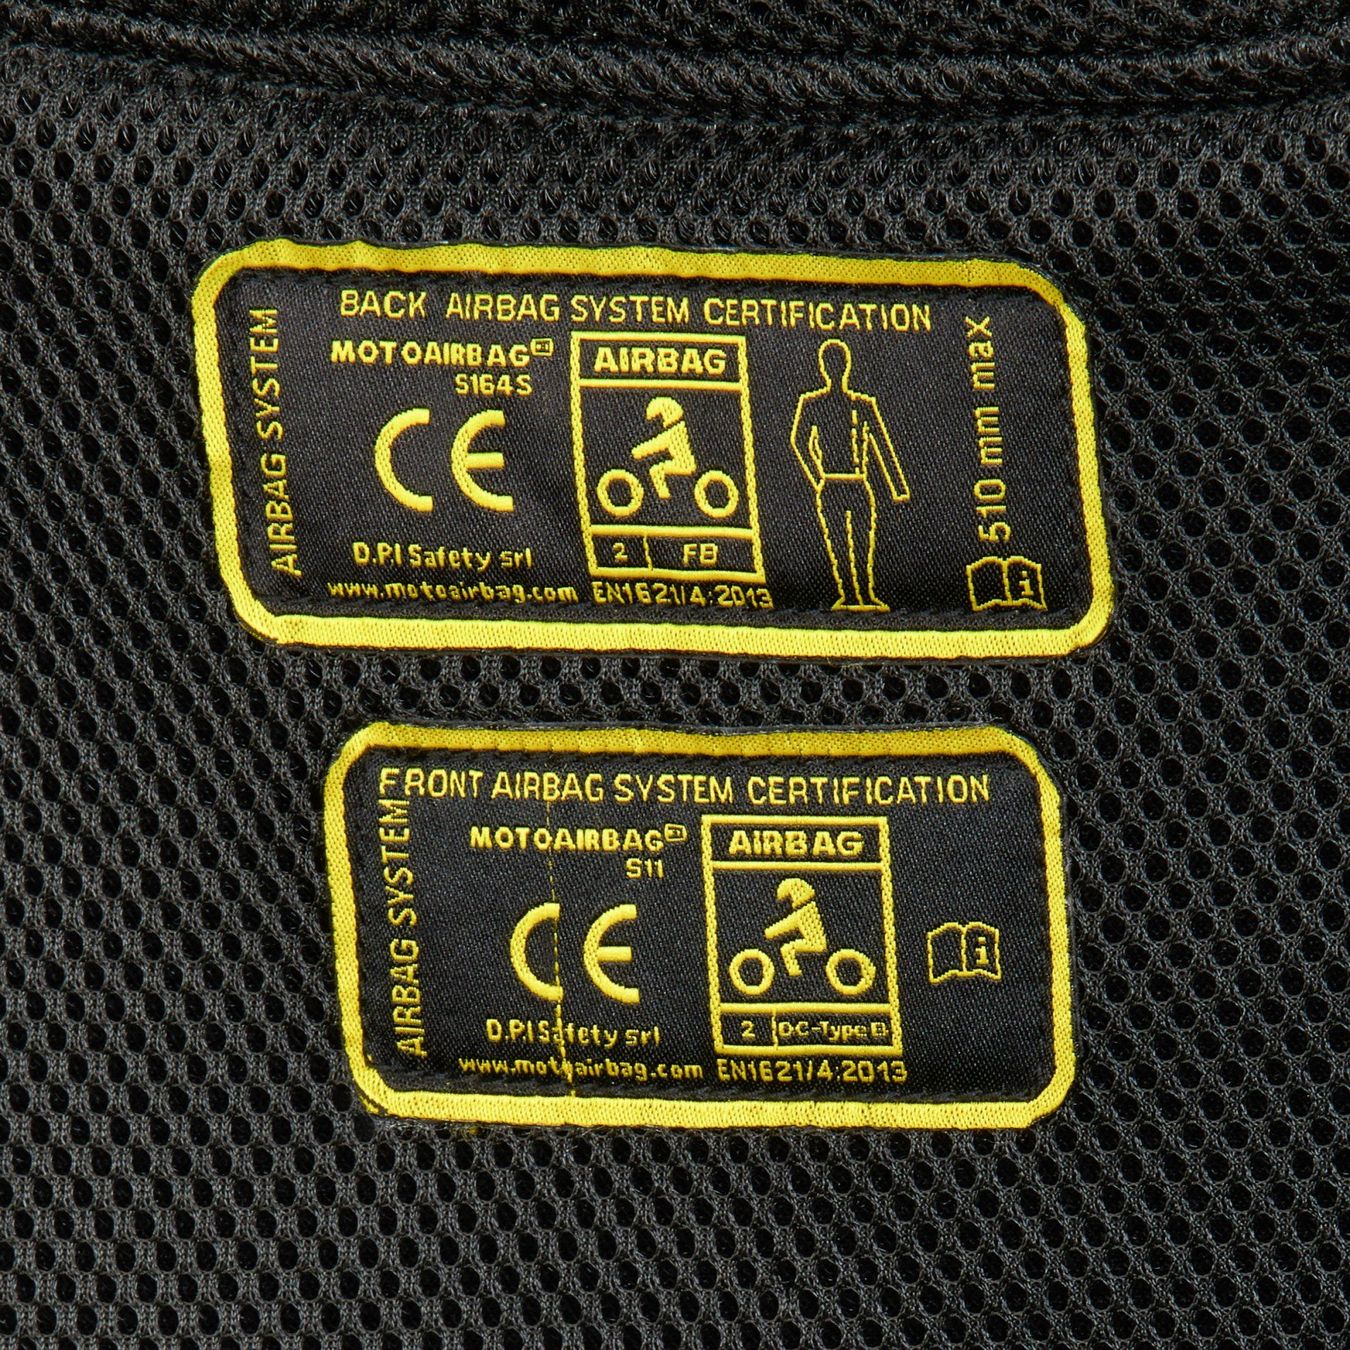 BACK AIRBAG SYSTEM CERTIFICATION
AIRBAG SYSTEM
MOTOAIRBAG
S164S
CE
D.P.I Safety srl
www.motoairbag.com
AIRBAG
2 FB
EN1621/4:2013
510 mm max
i
FRONT AIRBAG SYSTEM CERTIFICATION
AIRBAG SYSTEM
MOTOAIRBAG
S11
CE
D.P.I Safety srl
www.motoairbag.com
AIRBAG
2 DC-Type B
EN1621/4:2013
i